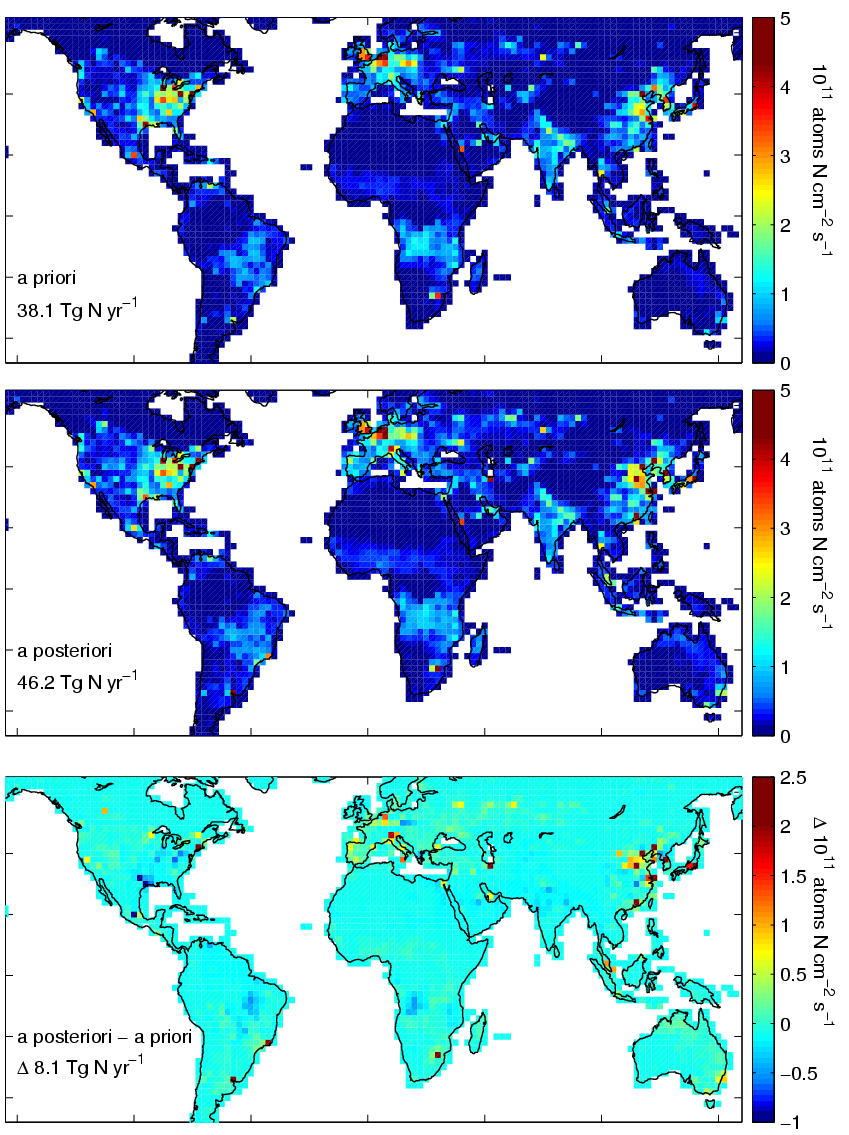 5
4
3
2
1
0
10¹¹ atoms N cm⁻² s⁻¹
a priori
38.1 Tg N yr⁻¹
5
4
3
2
1
0
10¹¹ atoms N cm⁻² s⁻¹
a posteriori
46.2 Tg N yr⁻¹
2.5
2
1.5
1
0.5
0
−0.5
−1
Δ 10¹¹ atoms N cm⁻² s⁻¹
a posteriori − a priori
Δ 8.1 Tg N yr⁻¹